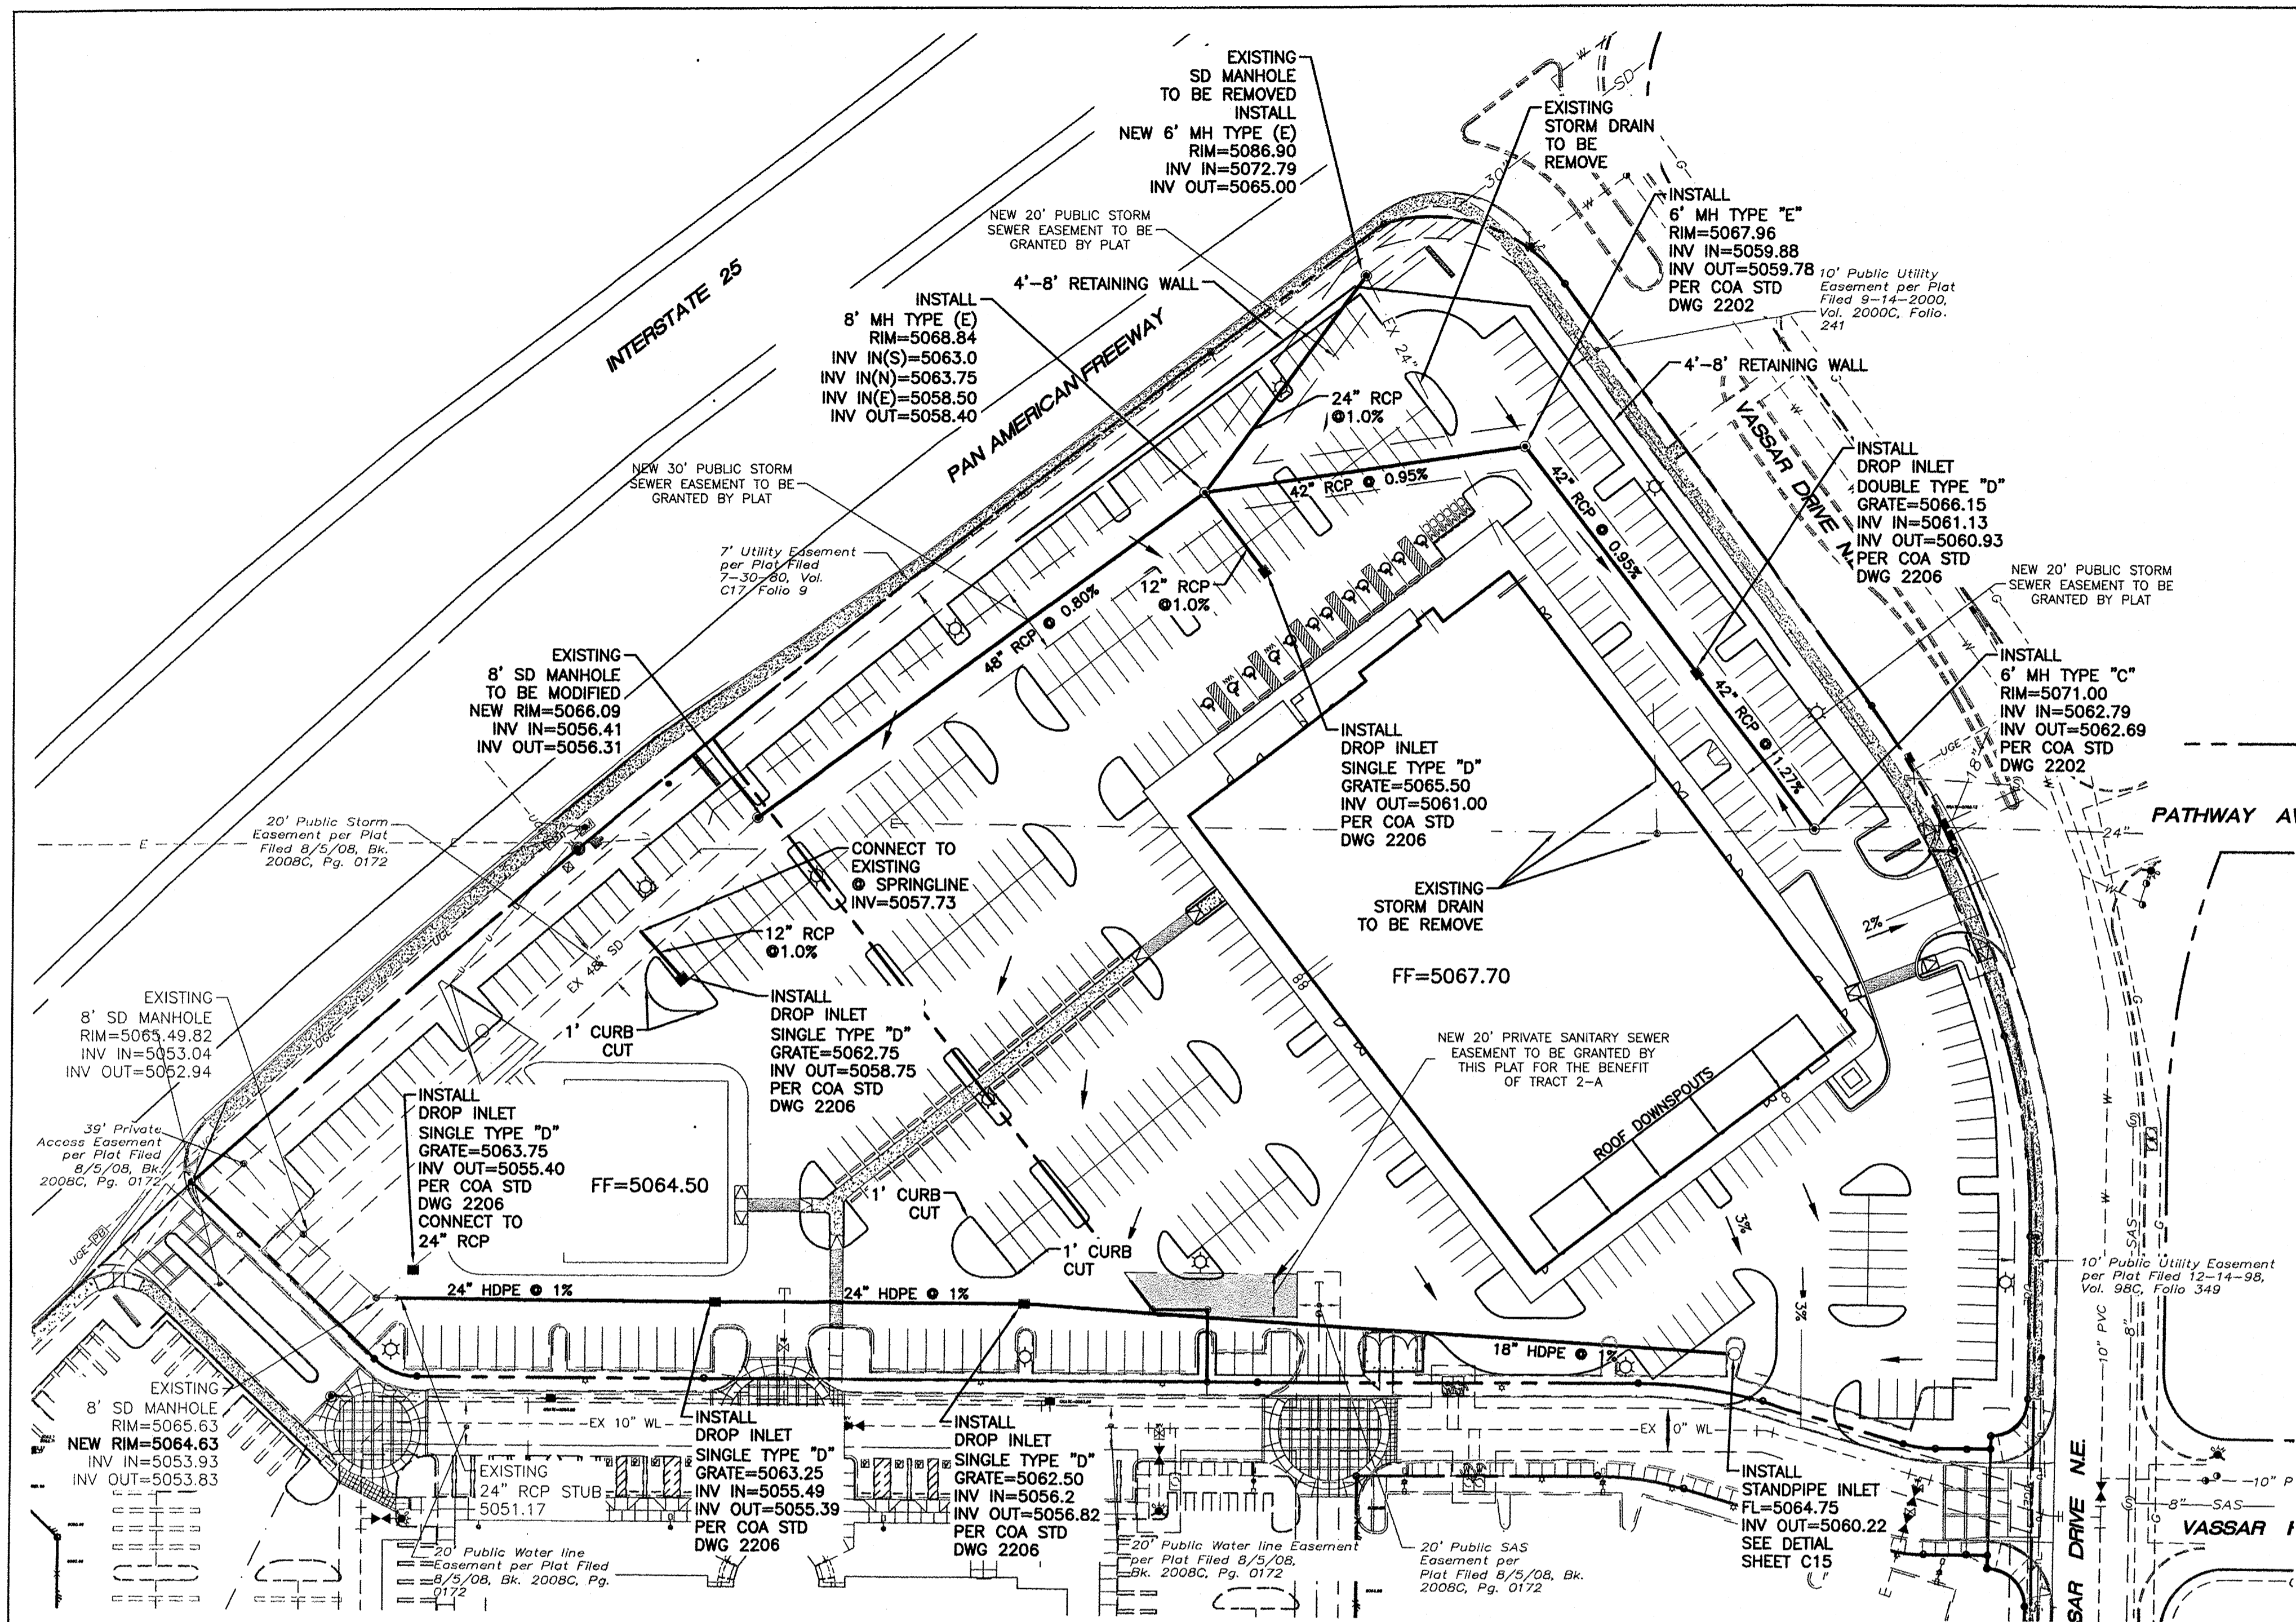 EXISTING
SD MANHOLE
TO BE REMOVED
INSTALL
NEW 6' MH TYPE (E)
RIM=5086.90
INV IN=5072.79
INV OUT=5065.00
EXISTING
STORM DRAIN
TO BE
REMOVE
W
SD
30"
G
W
INSTALL
6' MH TYPE "E"
RIM=5067.96
INV IN=5059.88
INV OUT=5059.78
PER COA STD
DWG 2202
10' Public Utility
Easement per Plat
Filed 9-14-2000,
Vol. 2000C, Folio.
241
NEW 20' PUBLIC STORM
SEWER EASEMENT TO BE
GRANTED BY PLAT
4'-8' RETAINING WALL
INTERSTATE 25
PAN AMERICAN FREEWAY
INSTALL
8' MH TYPE (E)
RIM=5068.84
INV IN(S)=5063.0
INV IN(N)=5063.75
INV IN(E)=5058.50
INV OUT=5058.40
EX 24"
24" RCP
@1.0%
4'-8' RETAINING WALL
VASSAR DRIVE N.
INSTALL
DROP INLET
DOUBLE TYPE "D"
GRATE=5066.15
INV IN=5061.13
INV OUT=5060.93
PER COA STD
DWG 2206
NEW 30' PUBLIC STORM
SEWER EASEMENT TO BE
GRANTED BY PLAT
42" RCP @ 0.95%
42" RCP @ 0.95%
7' Utility Easement
per Plat Filed
7-30-80, Vol.
C17 Folio 9
48" RCP @ 0.80%
12" RCP
@1.0%
NEW 20' PUBLIC STORM
SEWER EASEMENT TO BE
GRANTED BY PLAT
42" RCP @ 1.27%
INSTALL
6' MH TYPE "C"
RIM=5071.00
INV IN=5062.79
INV OUT=5062.69
PER COA STD
DWG 2202
UGE
18"
EXISTING
8' SD MANHOLE
TO BE MODIFIED
NEW RIM=5066.09
INV IN=5056.41
INV OUT=5056.31
INSTALL
DROP INLET
SINGLE TYPE "D"
GRATE=5065.50
INV OUT=5061.00
PER COA STD
DWG 2206
PATHWAY AV
24"
20' Public Storm
Easement per Plat
Filed 8/5/08, Bk.
2008C, Pg. 0172
E
E
E
CONNECT TO
EXISTING
@ SPRINGLINE
INV=5057.73
EXISTING
STORM DRAIN
TO BE REMOVE
UGE
EX 48" SD
12" RCP
@1.0%
2%
FF=5067.70
EXISTING
8' SD MANHOLE
RIM=5065.49.82
INV IN=5053.04
INV OUT=5052.94
UGE
1' CURB
CUT
INSTALL
DROP INLET
SINGLE TYPE "D"
GRATE=5062.75
INV OUT=5058.75
PER COA STD
DWG 2206
NEW 20' PRIVATE SANITARY SEWER
EASEMENT TO BE GRANTED BY
THIS PLAT FOR THE BENEFIT
OF TRACT 2-A
ROOF DOWNSPOUTS
39' Private
Access Easement
per Plat Filed
8/5/08, Bk.
2008C, Pg. 0172
INSTALL
DROP INLET
SINGLE TYPE "D"
GRATE=5063.75
INV OUT=5055.40
PER COA STD
DWG 2206
CONNECT TO
24" RCP
FF=5064.50
1' CURB
CUT
1' CURB
CUT
3%
3%
UGE-PB
10' Public Utility Easement
per Plat Filed 12-14-98,
Vol. 98C, Folio 349
10" PVC
W
SAS
8"
G
24" HDPE @ 1%
24" HDPE @ 1%
18" HDPE @ 1%
EXISTING
8' SD MANHOLE
RIM=5065.63
NEW RIM=5064.63
INV IN=5053.93
INV OUT=5053.83
EX 10" WL
EXISTING
24" RCP STUB
5051.17
INSTALL
DROP INLET
SINGLE TYPE "D"
GRATE=5063.25
INV IN=5055.49
INV OUT=5055.39
PER COA STD
DWG 2206
INSTALL
DROP INLET
SINGLE TYPE "D"
GRATE=5062.50
INV IN=5056.2
INV OUT=5056.82
PER COA STD
DWG 2206
EX 0" WL
INSTALL
STANDPIPE INLET
FL=5064.75
INV OUT=5060.22
SEE DETIAL
SHEET C15
20' Public Water line
Easement per Plat Filed
8/5/08, Bk. 2008C, Pg.
0172
20' Public Water line Easement
per Plat Filed 8/5/08,
Bk. 2008C, Pg. 0172
20' Public SAS
Easement per
Plat Filed 8/5/08, Bk.
2008C, Pg. 0172
E
SAR DRIVE N.E.
10" P
8" SAS
VASSAR